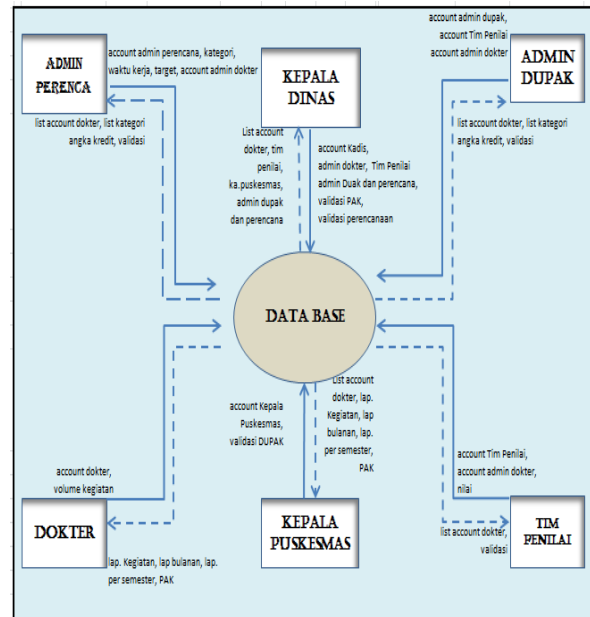 account admin dupak,
account Tim Penilai
account admin dokter
ADMIN
PERENCA
account admin perencana, kategori,
waktu kerja, target, account admin dokter
KEPALA
DINAS
ADMIN
DUPAK
list account dokter, list kategori
angka kredit, validasi
List account
dokter, tim
penilai,
ka.puskesmas,
admin dupak
dan perencana
account Kadis,
admin dokter, Tim Penilai
admin Duak dan perencana,
validasi PAK,
validasi perencanaan
list account dokter, list kategori
angka kredit, validasi
DATA BASE
account Kepala
Puskesmas,
validasi DUPAK
List account
dokter, lap.
Kegiatan, lap
bulanan, lap.
per semester,
PAK
account dokter,
volume kegiatan
account Tim Penilai,
account admin dokter,
nilai
DOKTER
KEPALA
PUSKESMAS
TIM
PENILAI
lap. Kegiatan, lap bulanan, lap.
per semester, PAK
list account dokter,
validasi